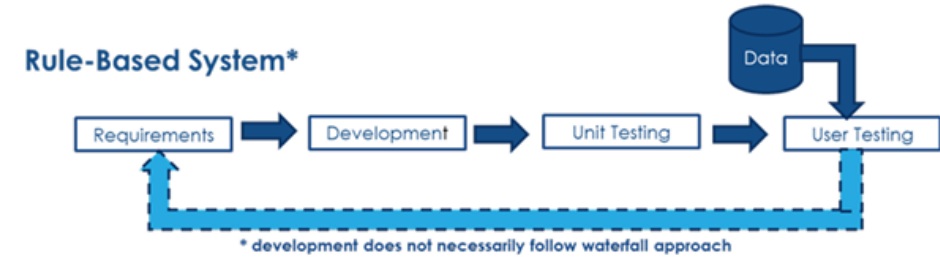 Rule-Based System*
Data
Requirements
Development
Unit Testing
User Testing
* development does not necessarily follow waterfall approach